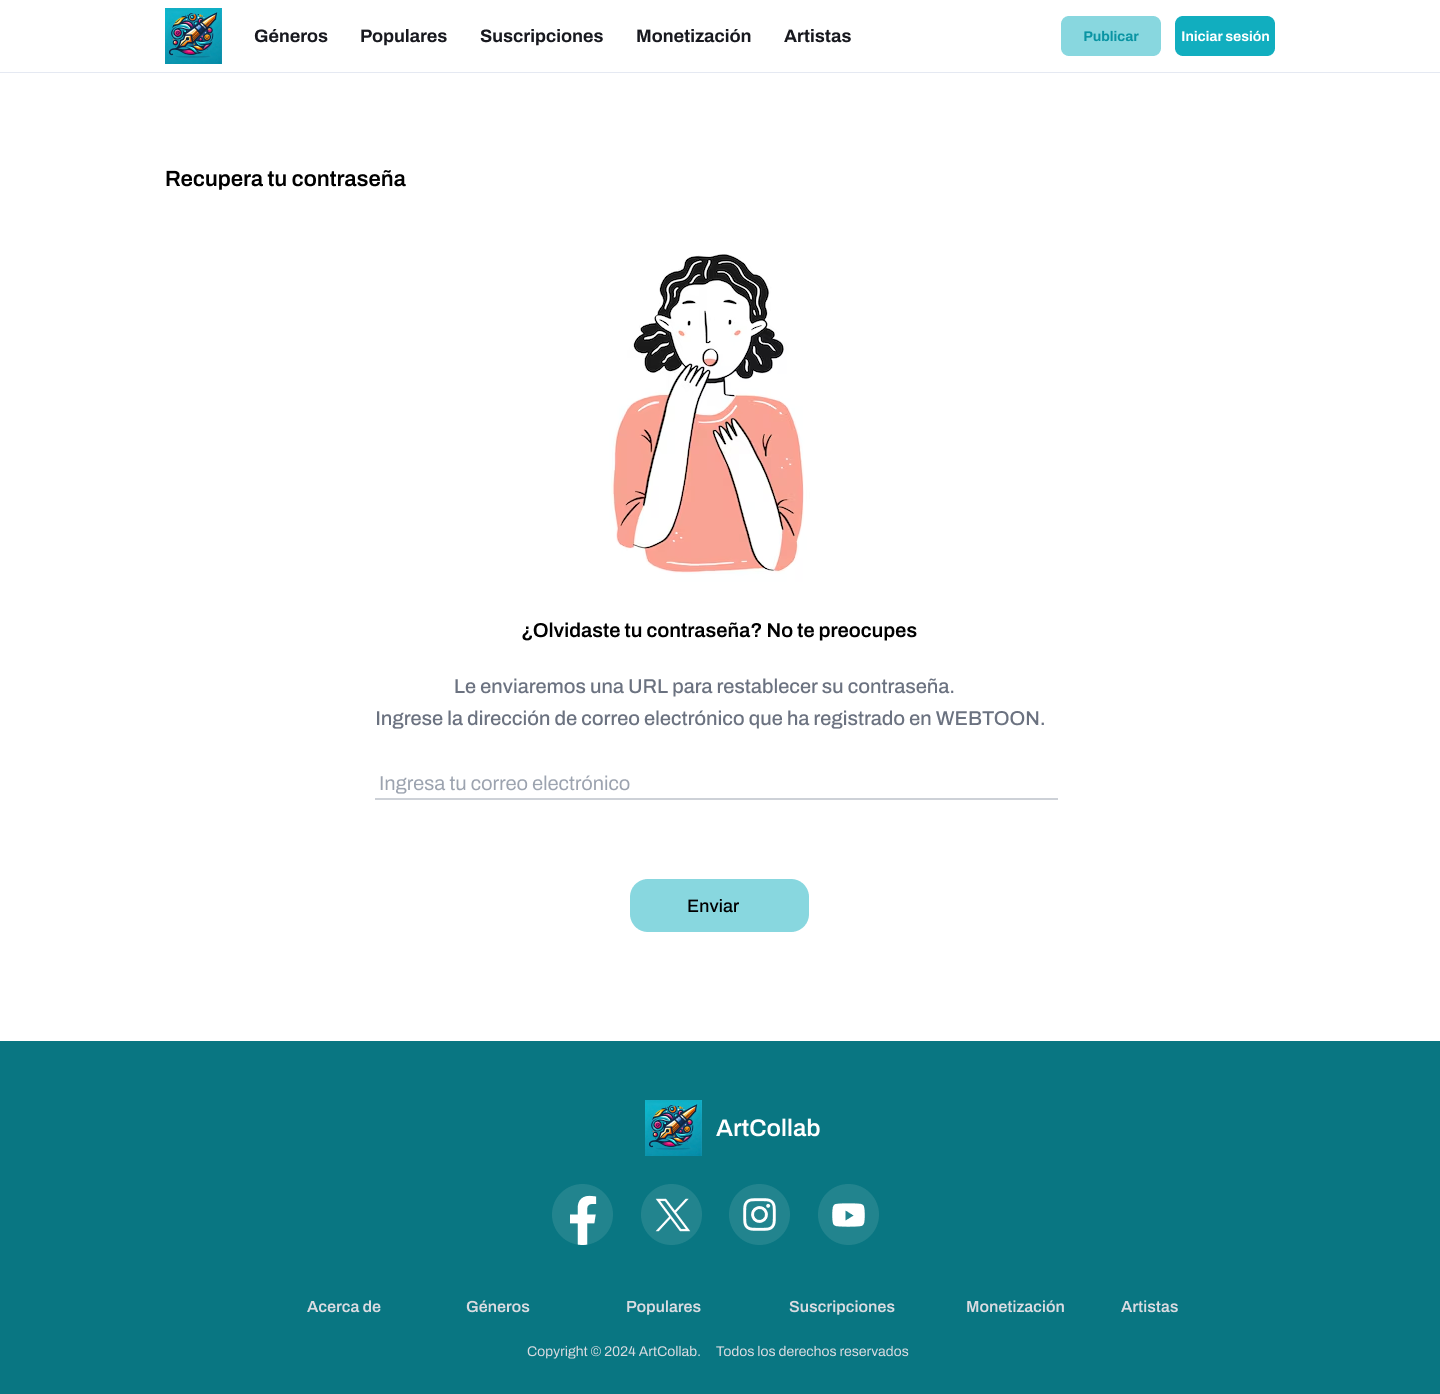 Géneros
Populares
Suscripciones
Monetización
Artistas
Publicar
Iniciar sesión
Recupera tu contraseña
¿Olvidaste tu contraseña? No te preocupes
Le enviaremos una URL para restablecer su contraseña.
Ingrese la dirección de correo electrónico que ha registrado en WEBTOON.
Ingresa tu correo electrónico
Enviar
ArtCollab
Acerca de
Géneros
Populares
Suscripciones
Monetización
Artistas
Copyright © 2024 ArtCollab. Todos los derechos reservados